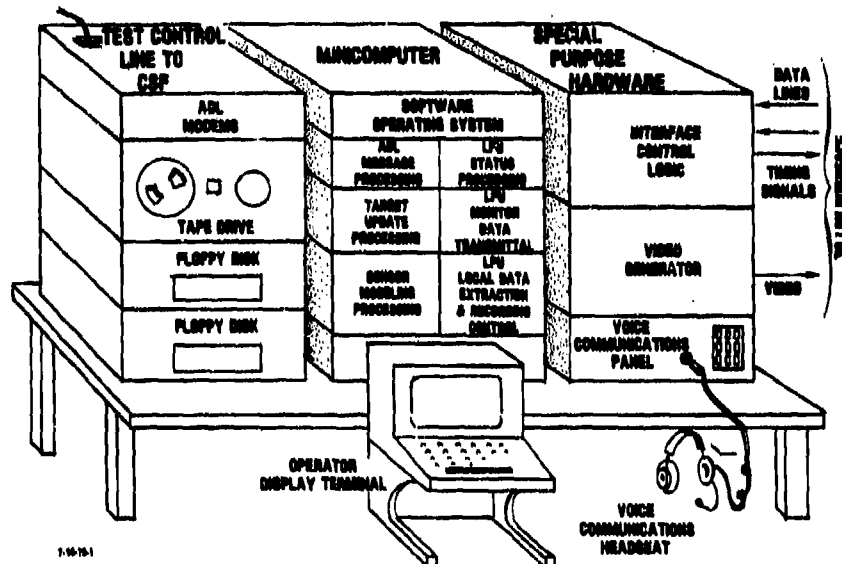 TEST CONTROL
LINE TO
CSF
MINICOMPUTER
SPECIAL
PURPOSE
HARDWARE
ADL
MODEMS
TAPE DRIVE
FLOPPY DISK
FLOPPY DISK
SOFTWARE
OPERATING SYSTEM
ADL
MASSAGE
PROCESSING
LPU
STATUS
PROCESSING
TARGET
UPDATE
PROCESSING
LPU
MONITOR
DATA
TRANSMITTAL
SENSOR
MODELING
PROCESSING
LPU
LOCAL DATA
EXTRACTION
& RECORDING
CONTROL
INTRAFACE
CONTROL
LOGIC
VIDEO
GENERATOR
VOICE
COMMUNICATIONS
PANEL
DATA
LINES
TIMING
SIGNALS
VIDEO
INTERFACE
OPERATOR
DISPLAY TERMINAL
VOICE
COMMUNICATIONS
HEADSEAT